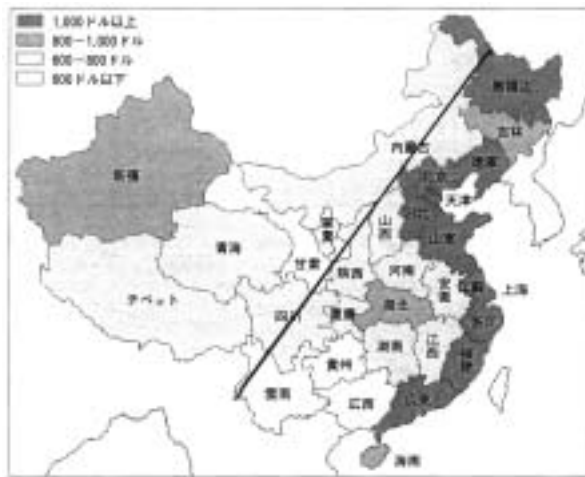 1,000ドル以上
800－1,000ドル
600－800ドル
600ドル以下
黒龍江
吉林
内蒙古
遼寧
北京
天津
新疆
河北
山西
山東
青海
甘粛
陝西
河南
チベット
江蘇
上海
四川
重慶
湖北
安徽
浙江
湖南
江西
福建
貴州
雲南
広西
広東
海南